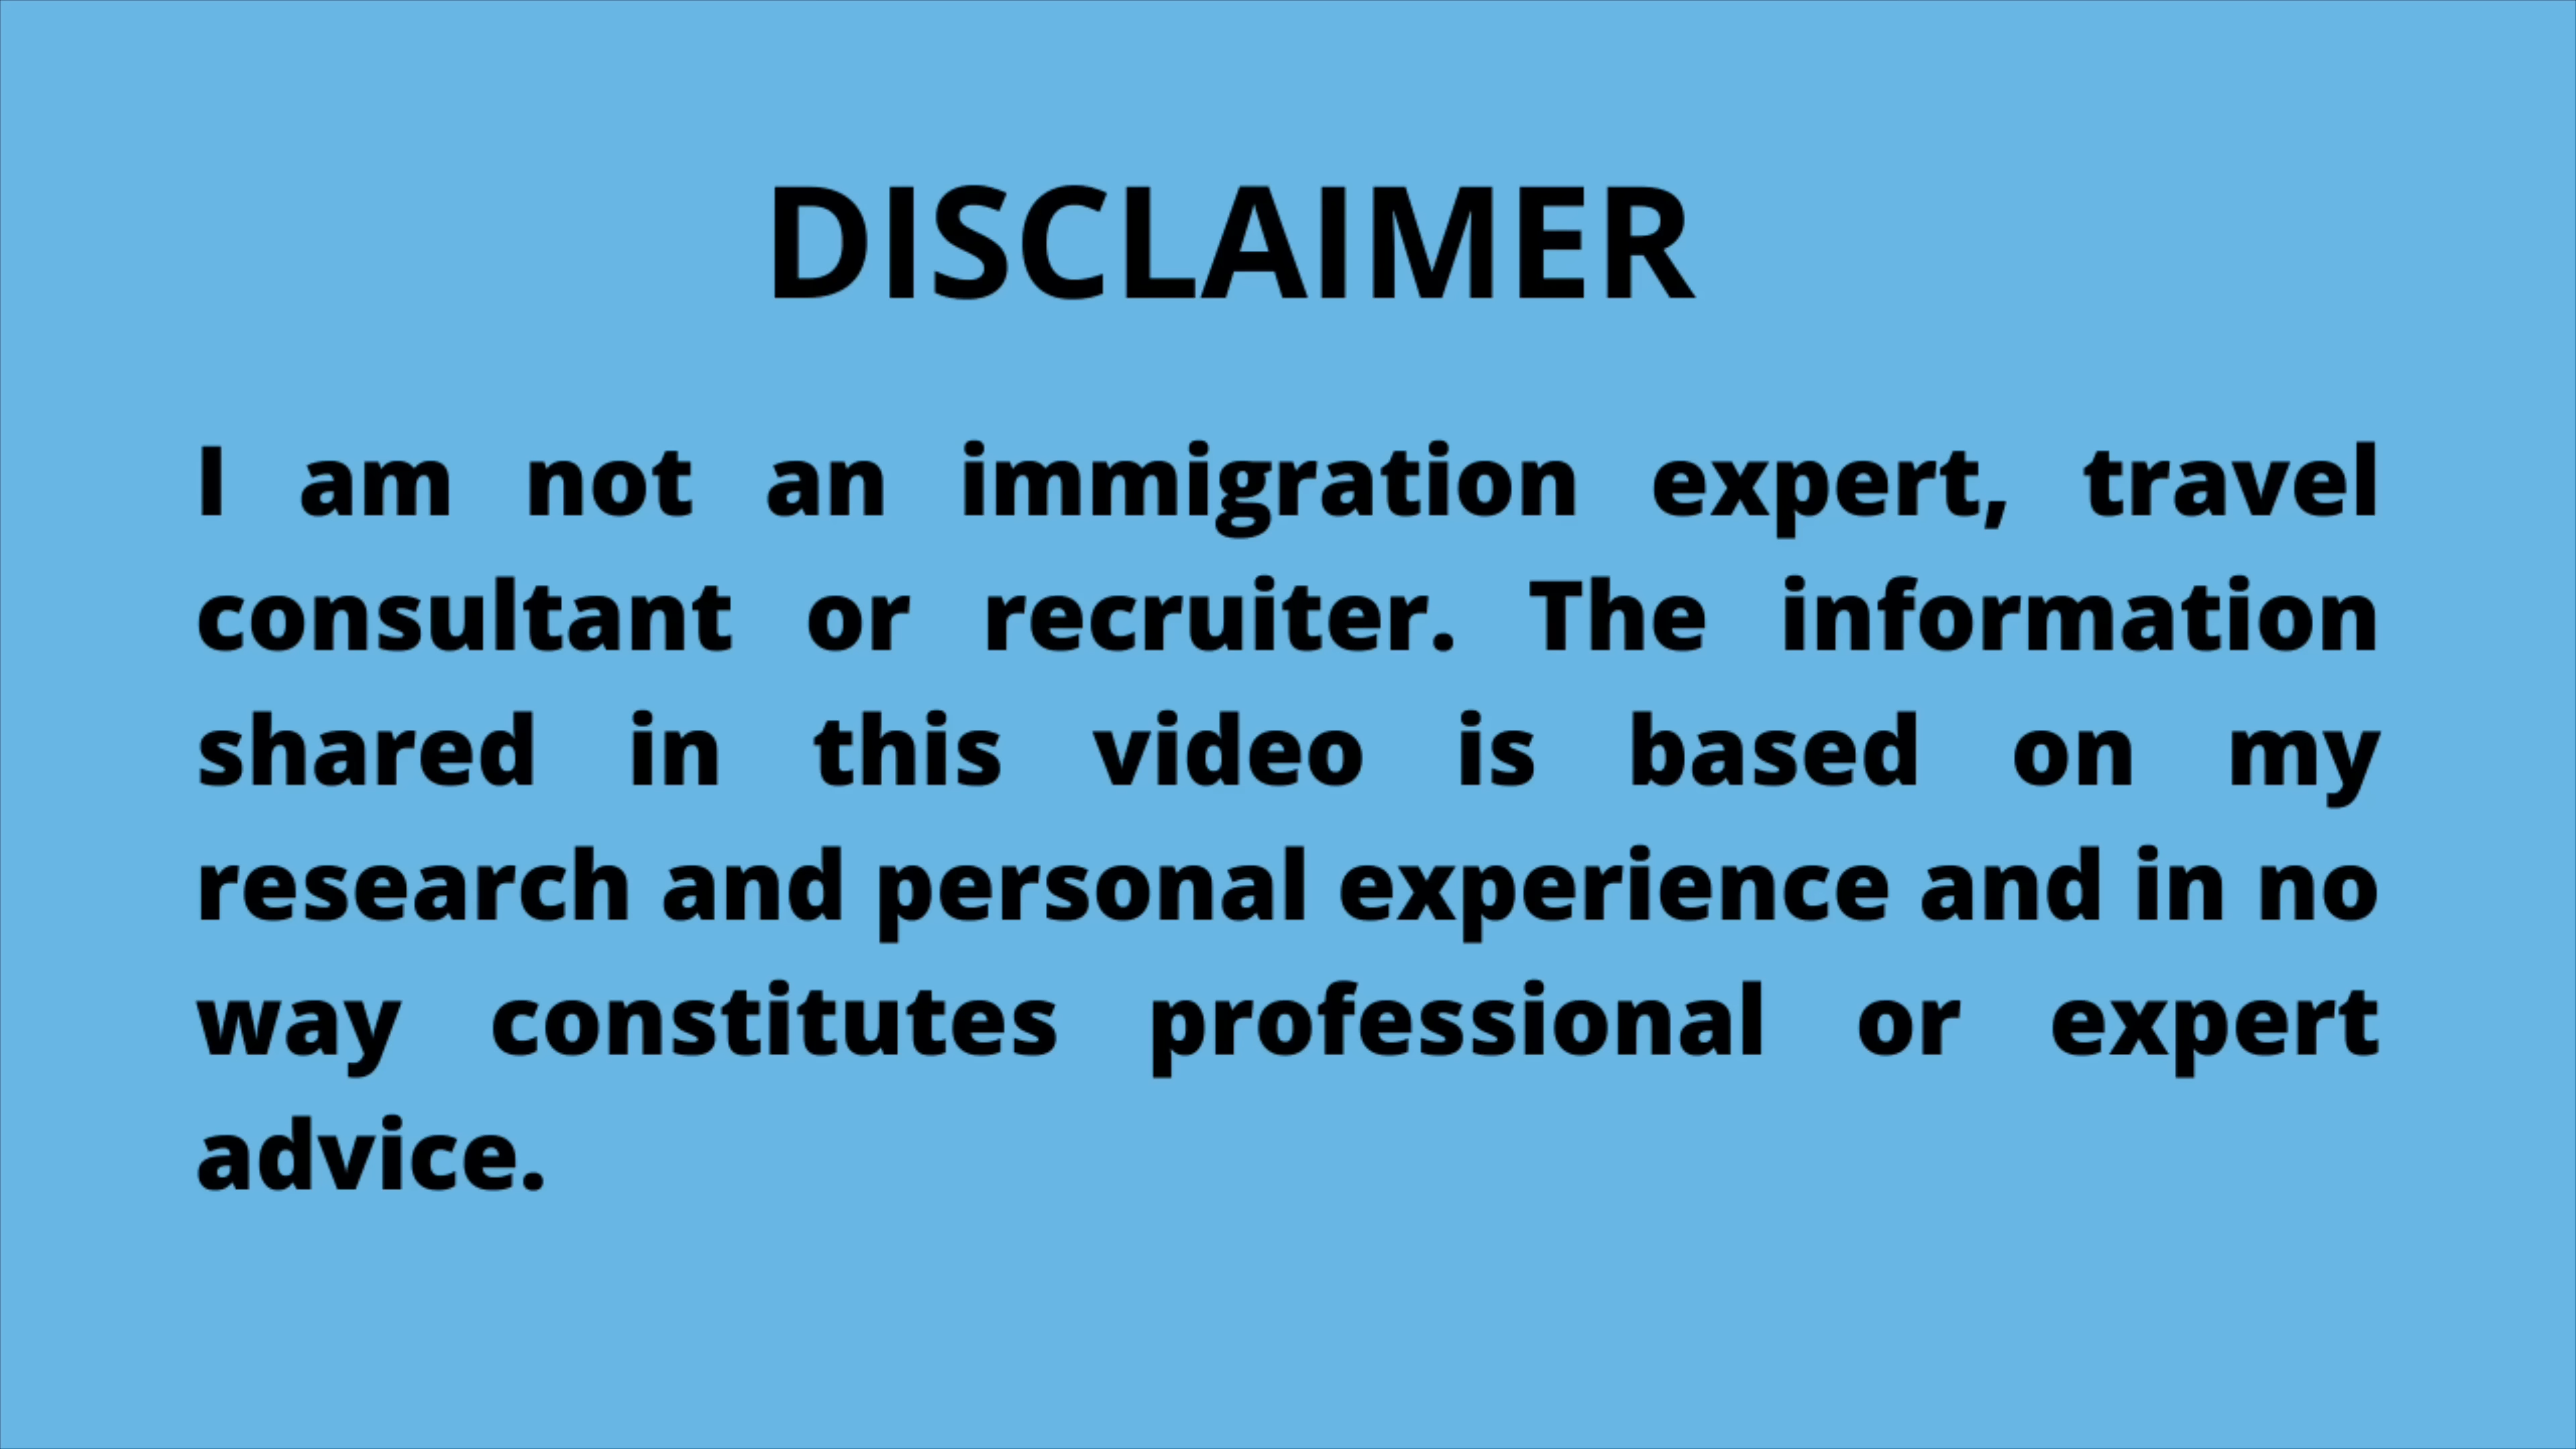 DISCLAIMER
I am not an immigration expert, travel
consultant or recruiter. The information
shared in this video is based on my
research and personal experience and in no
way constitutes professional or expert
advice.